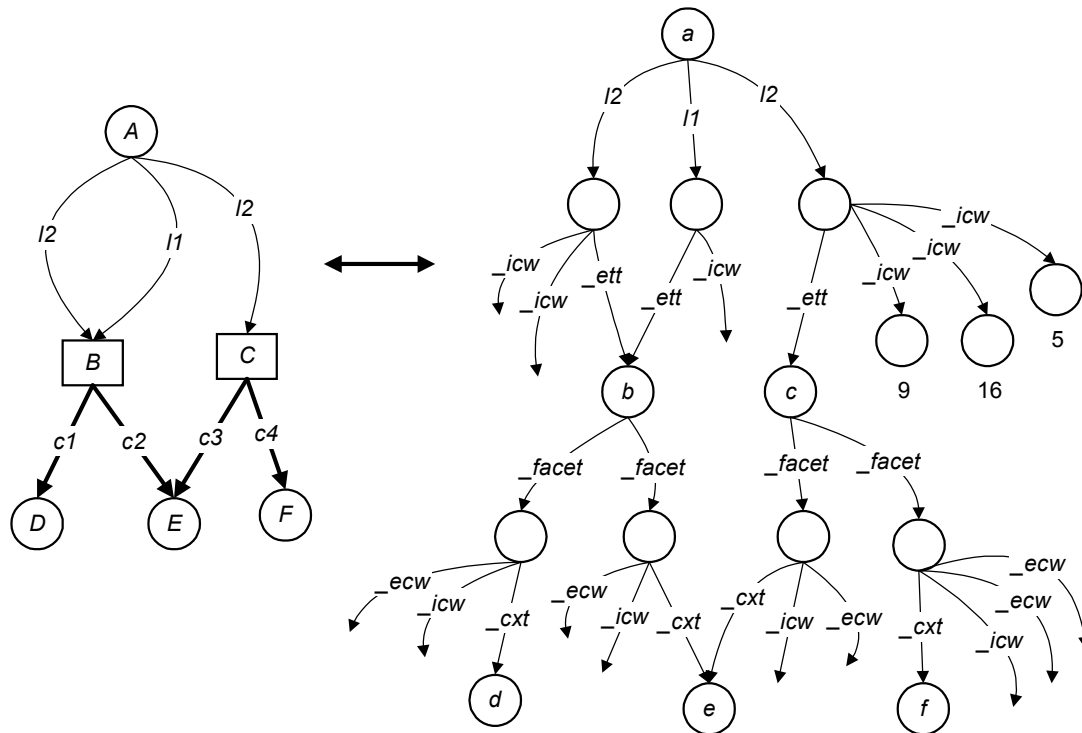 a
l2
l1
l2
A
l2
l1
l2
_icw
_icw
_icw
_icw
_ett
_icw
_icw
_ett
_ett
5
B
C
9
16
b
c
c1
c2
c3
c4
_facet
_facet
_facet
_facet
D
E
F
_ecw
_icw
_cxt
_ecw
_icw
_cxt
_cxt
_icw
_ecw
_cxt
_icw
_ecw
_ecw
d
e
f